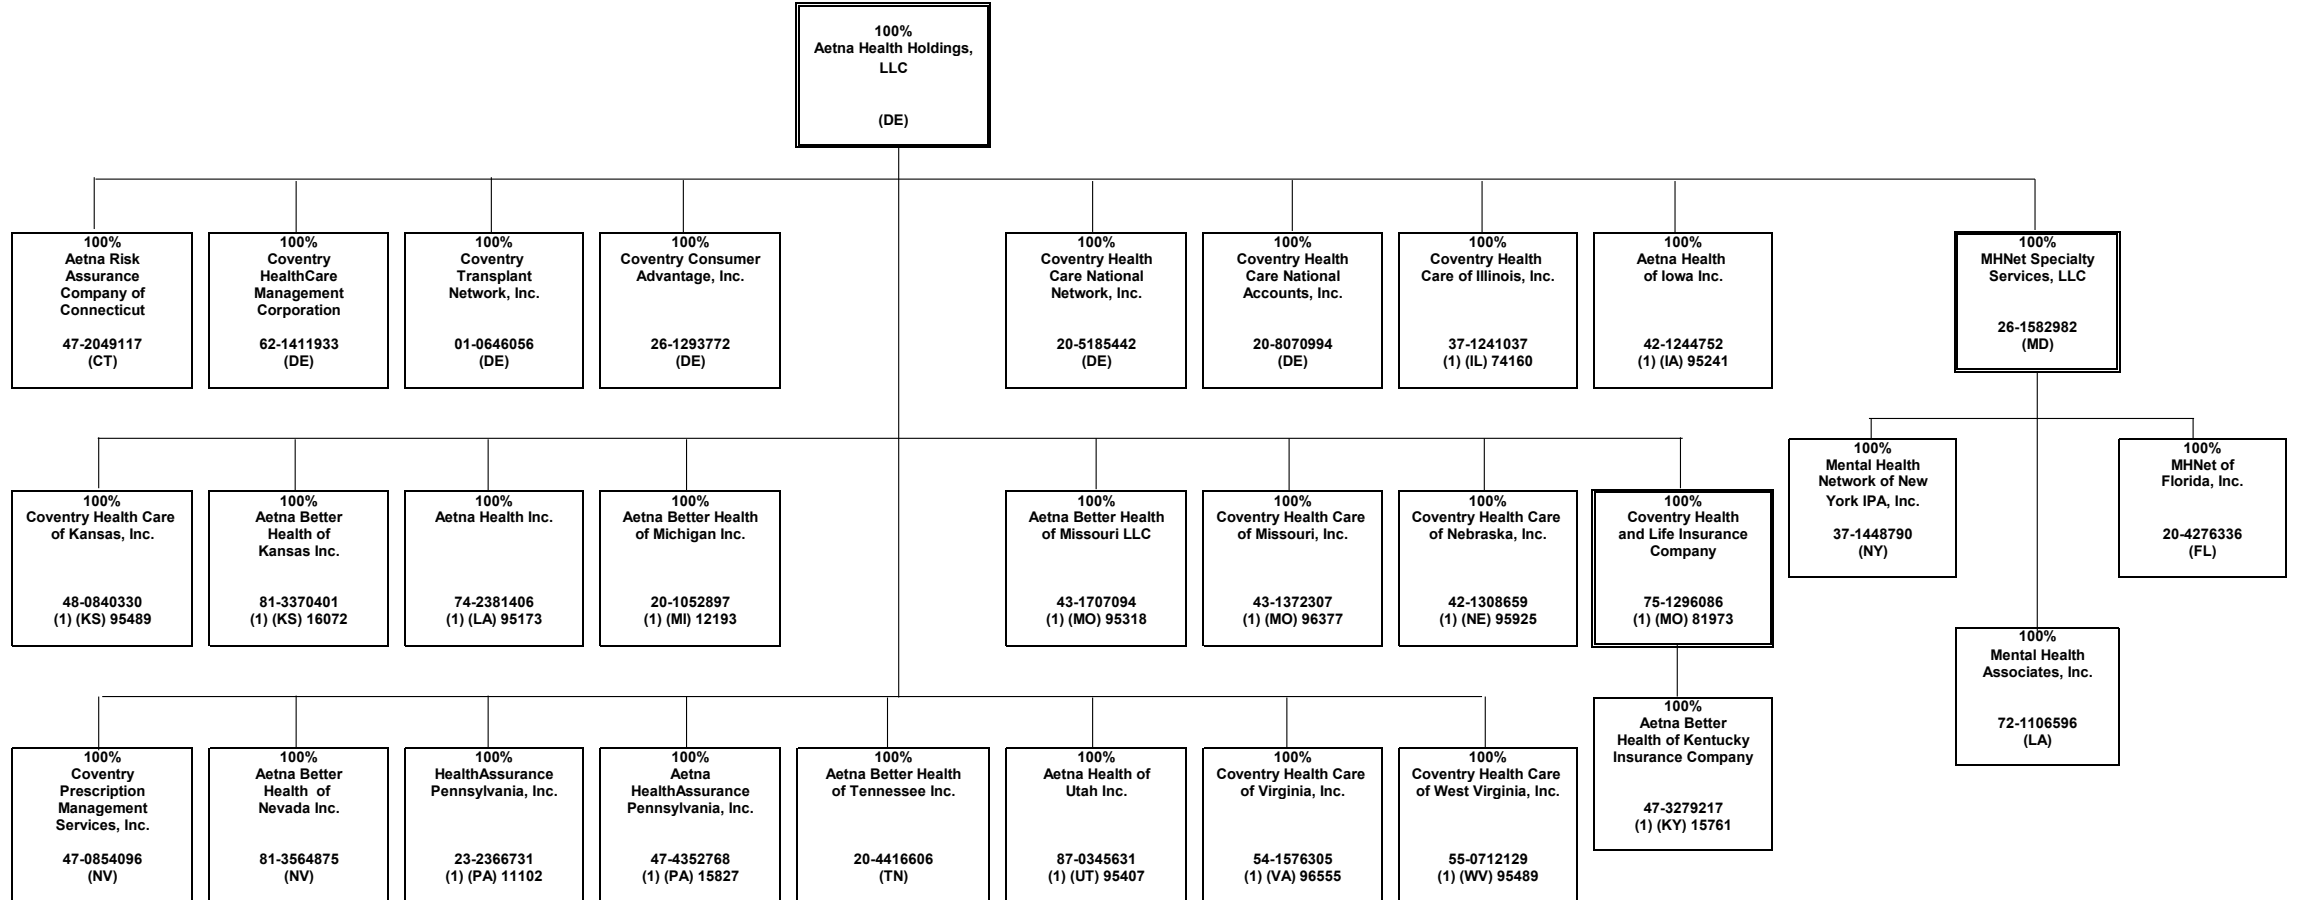 100%
Aetna Health Holdings,
LLC
(DE)
100%
Aetna Risk
Assurance
Company of
Connecticut
47-2049117
(CT)
100%
Coventry
HealthCare
Management
Corporation
62-1411933
(DE)
100%
Coventry
Transplant
Network, Inc.
01-0646056
(DE)
100%
Coventry Consumer
Advantage, Inc.
26-1293772
(DE)
100%
Coventry Health
Care National
Network, Inc.
20-5185442
(DE)
100%
Coventry Health
Care National
Accounts, Inc.
20-8070994
(DE)
100%
Coventry Health
Care of Illinois, Inc.
37-1241037
(1) (IL) 74160
100%
Aetna Health
of Iowa Inc.
42-1244752
(1) (IA) 95241
100%
MHNet Specialty
Services, LLC
26-1582982
(MD)
100%
Mental Health
Network of New
York IPA, Inc.
37-1448790
(NY)
100%
MHNet of
Florida, Inc.
20-4276336
(FL)
100%
Coventry Health Care
of Kansas, Inc.
48-0840330
(1) (KS) 95489
100%
Aetna Better
Health of
Kansas Inc.
81-3370401
(1) (KS) 16072
100%
Aetna Health Inc.
74-2381406
(1) (LA) 95173
100%
Aetna Better Health
of Michigan Inc.
20-1052897
(1) (MI) 12193
100%
Aetna Better Health
of Missouri LLC
43-1707094
(1) (MO) 95318
100%
Coventry Health Care
of Missouri, Inc.
43-1372307
(1) (MO) 96377
100%
Coventry Health Care
of Nebraska, Inc.
42-1308659
(1) (NE) 95925
100%
Coventry Health
and Life Insurance
Company
75-1296086
(1) (MO) 81973
100%
Mental Health
Associates, Inc.
72-1106596
(LA)
100%
Aetna Better
Health of Kentucky
Insurance Company
47-3279217
(1) (KY) 15761
100%
Coventry
Prescription
Management
Services, Inc.
47-0854096
(NV)
100%
Aetna Better
Health of
Nevada Inc.
81-3564875
(NV)
100%
HealthAssurance
Pennsylvania, Inc.
23-2366731
(1) (PA) 11102
100%
Aetna
HealthAssurance
Pennsylvania, Inc.
47-4352768
(1) (PA) 15827
100%
Aetna Better Health
of Tennessee Inc.
20-4416606
(TN)
100%
Aetna Health of
Utah Inc.
87-0345631
(1) (UT) 95407
100%
Coventry Health Care
of Virginia, Inc.
54-1576305
(1) (VA) 96555
100%
Coventry Health Care
of West Virginia, Inc.
55-0712129
(1) (WV) 95489